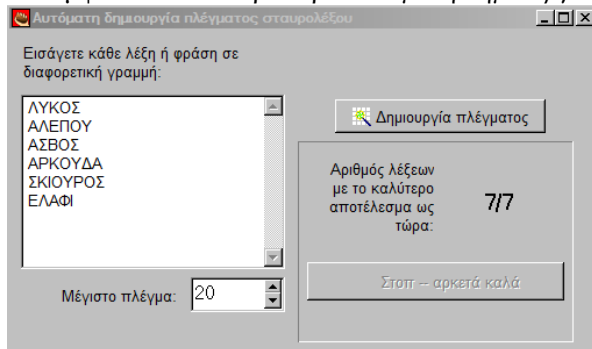 Αυτόματη δημιουργία πλέγματος σταυρολέξου
Εισάγετε κάθε λέξη ή φράση σε
διαφορετική γραμμή:
ΛΥΚΟΣ
ΑΛΕΠΟΥ
ΑΣΒΟΣ
ΑΡΚΟΥΔΑ
ΣΚΙΟΥΡΟΣ
ΕΛΑΦΙ
Μέγιστο πλέγμα: 20
Δημιουργία πλέγματος
Αριθμός λέξεων
με το καλύτερο
αποτέλεσμα ως
τώρα:
7/7
Στοπ -- αρκετά καλά